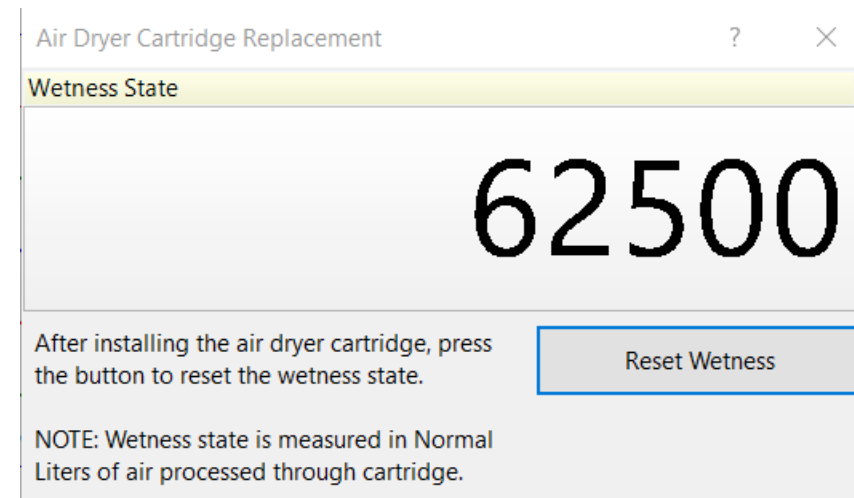 Air Dryer Cartridge Replacement ? ×
Wetness State
62500
After installing the air dryer cartridge, press
the button to reset the wetness state.
Reset Wetness
NOTE: Wetness state is measured in Normal
Liters of air processed through cartridge.